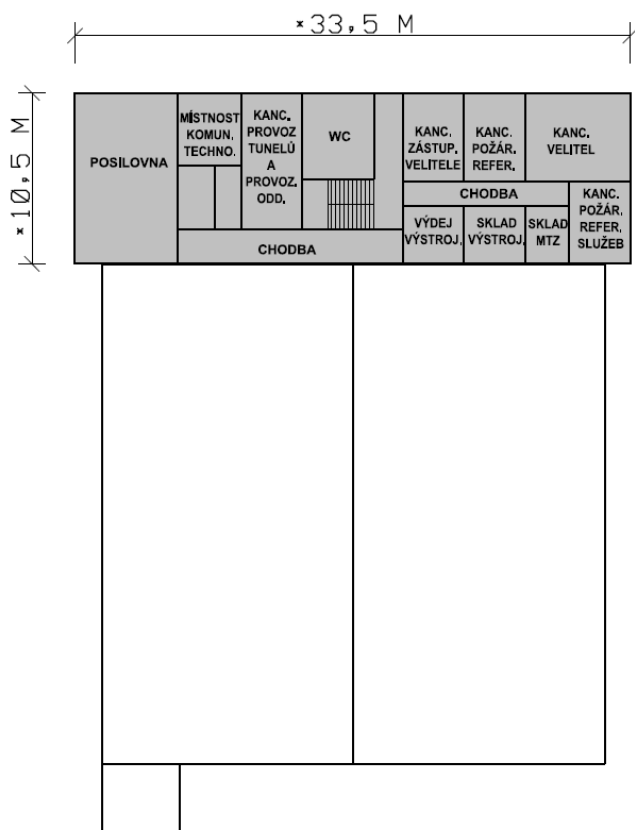 *33,5 M
*10,5 M
POSILOVNA
MÍSTNOST
KOMUN.
TECHNO.
KANC.
PROVOZ
TUNELŮ
A
PROVOZ.
ODD.
WC
KANC.
ZÁSTUP.
VELITELE
KANC.
POŽÁR.
REFER.
KANC.
VELITEL
CHODBA
VÝDEJ
VÝSTROJ.
SKLAD
VÝSTROJ.
SKLAD
MTZ
KANC.
POŽÁR.
REFER.
SLUŽEB
CHODBA